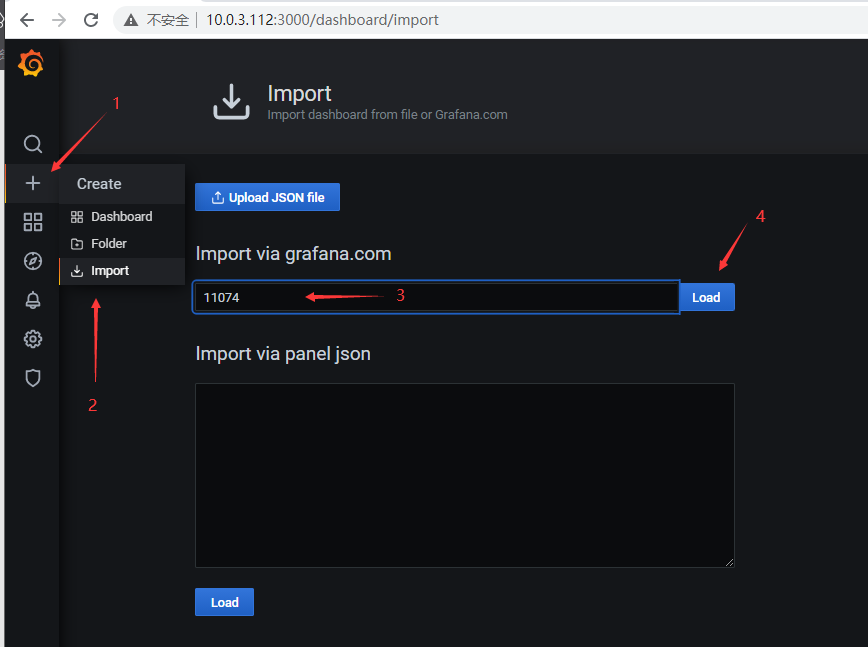 不安全 10.0.3.112:3000/dashboard/import
Import
Import dashboard from file or Grafana.com
1
Create
Upload JSON file
Dashboard
4
Folder
Import via grafana.com
Import
11074
3
Load
Import via panel json
2
Load